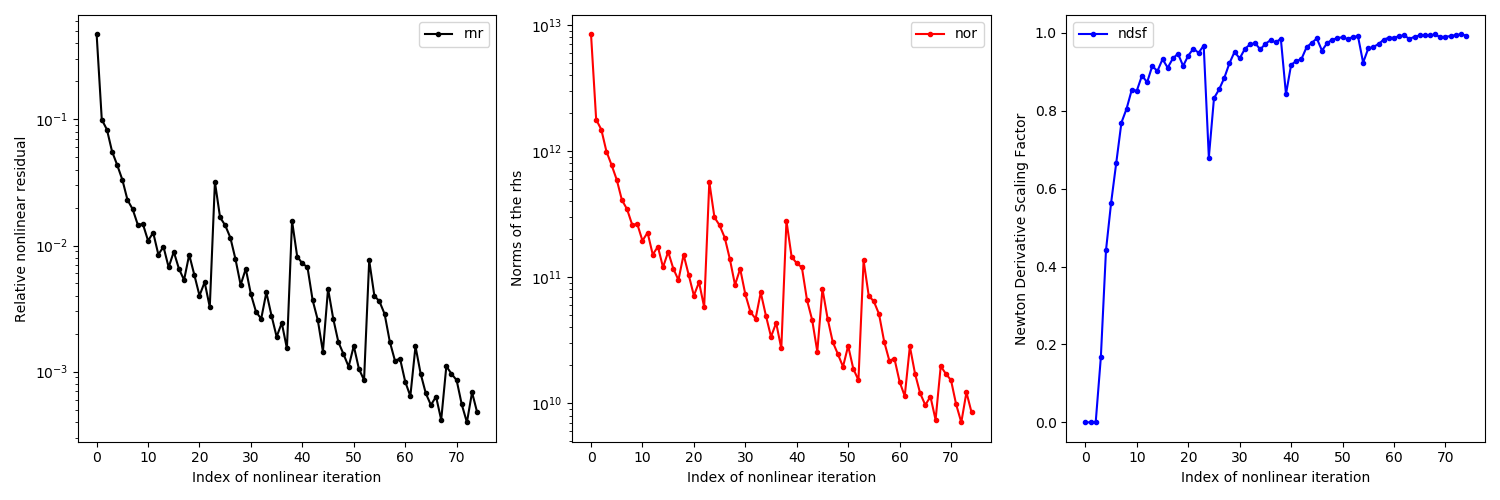 Relative nonlinear residual
10⁻¹
10⁻²
10⁻³
rnr
0 10 20 30 40 50 60 70
Index of nonlinear iteration
Norms of the rhs
10¹³
10¹²
10¹¹
10¹⁰
nor
0 10 20 30 40 50 60 70
Index of nonlinear iteration
Newton Derivative Scaling Factor
1.0
0.8
0.6
0.4
0.2
0.0
ndsf
0 10 20 30 40 50 60 70
Index of nonlinear iteration